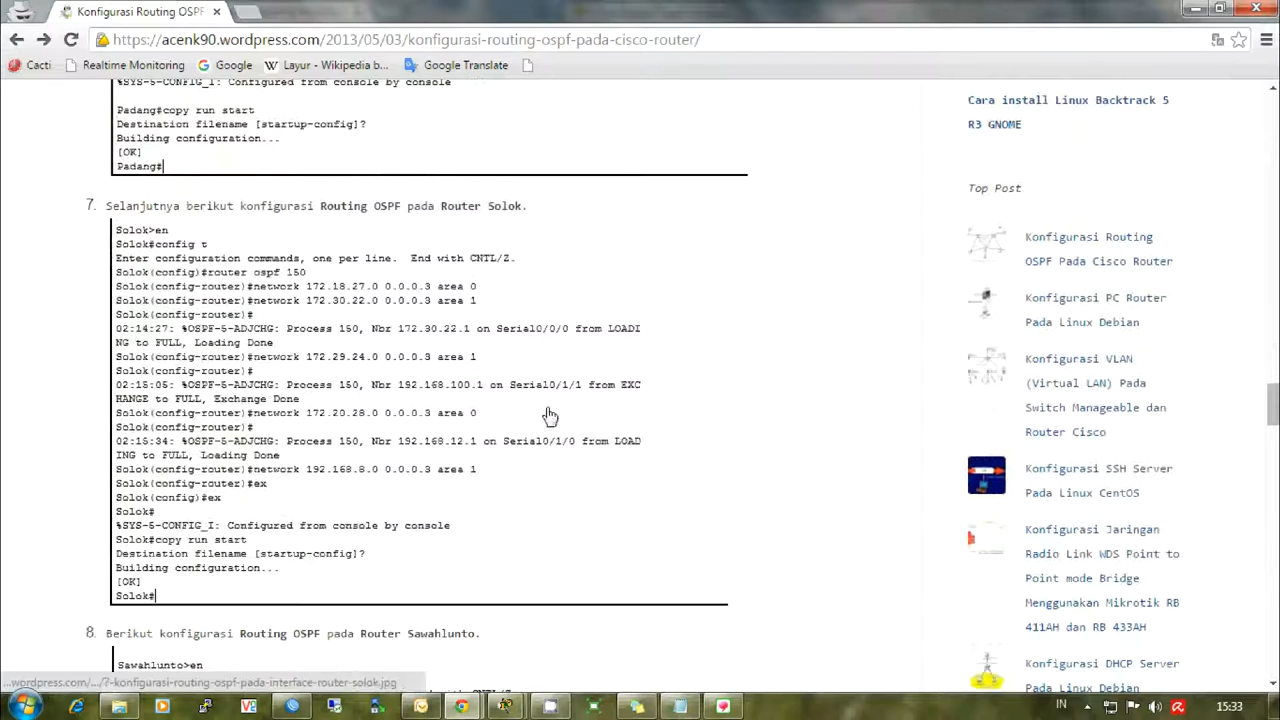 Konfigurasi Routing OSPF
https://acenk90.wordpress.com/2013/05/03/konfigurasi-routing-ospf-pada-cisco-router/
Cacti
Realtime Monitoring
Google
Layur - Wikipedia b...
Google Translate
%SYS-5-CONFIG_I: Configured from console by console
Padang#copy run start
Destination filename [startup-config]?
Building configuration...
[OK]
Padang#
7. Selanjutnya berikut konfigurasi Routing OSPF pada Router Solok.
Solok>en
Solok#config t
Enter configuration commands, one per line.  End with CNTL/Z.
Solok(config)#router ospf 150
Solok(config-router)#network 172.18.27.0 0.0.0.3 area 0
Solok(config-router)#network 172.30.22.0 0.0.0.3 area 1
Solok(config-router)#
02:14:27: %OSPF-5-ADJCHG: Process 150, Nbr 172.30.22.1 on Serial0/0/0 from LOADI
NG to FULL, Loading Done
Solok(config-router)#network 172.29.24.0 0.0.0.3 area 1
Solok(config-router)#
02:15:05: %OSPF-5-ADJCHG: Process 150, Nbr 192.168.100.1 on Serial0/1/1 from EXC
HANGE to FULL, Exchange Done
Solok(config-router)#network 172.20.28.0 0.0.0.3 area 0
Solok(config-router)#
02:15:34: %OSPF-5-ADJCHG: Process 150, Nbr 192.168.12.1 on Serial0/1/0 from LOAD
ING to FULL, Loading Done
Solok(config-router)#network 192.168.8.0 0.0.0.3 area 1
Solok(config-router)#ex
Solok(config)#ex
Solok#
%SYS-5-CONFIG_I: Configured from console by console
Solok#copy run start
Destination filename [startup-config]?
Building configuration...
[OK]
Solok#
8. Berikut konfigurasi Routing OSPF pada Router Sawahlunto.
Sawahlunto>en
...wordpress.com/.../7-konfigurasi-routing-ospf-pada-interface-router-solok.jpg
Cara install Linux Backtrack 5
R3 GNOME
Top Post
Konfigurasi Routing
OSPF Pada Cisco Router
Konfigurasi PC Router
Pada Linux Debian
Konfigurasi VLAN
(Virtual LAN) Pada
Switch Manageable dan
Router Cisco
Konfigurasi SSH Server
Pada Linux CentOS
Konfigurasi Jaringan
Radio Link WDS Point to
Point mode Bridge
Menggunakan Mikrotik RB
411AH dan RB 433AH
Konfigurasi DHCP Server
Pada Linux Debian
IN
15:33